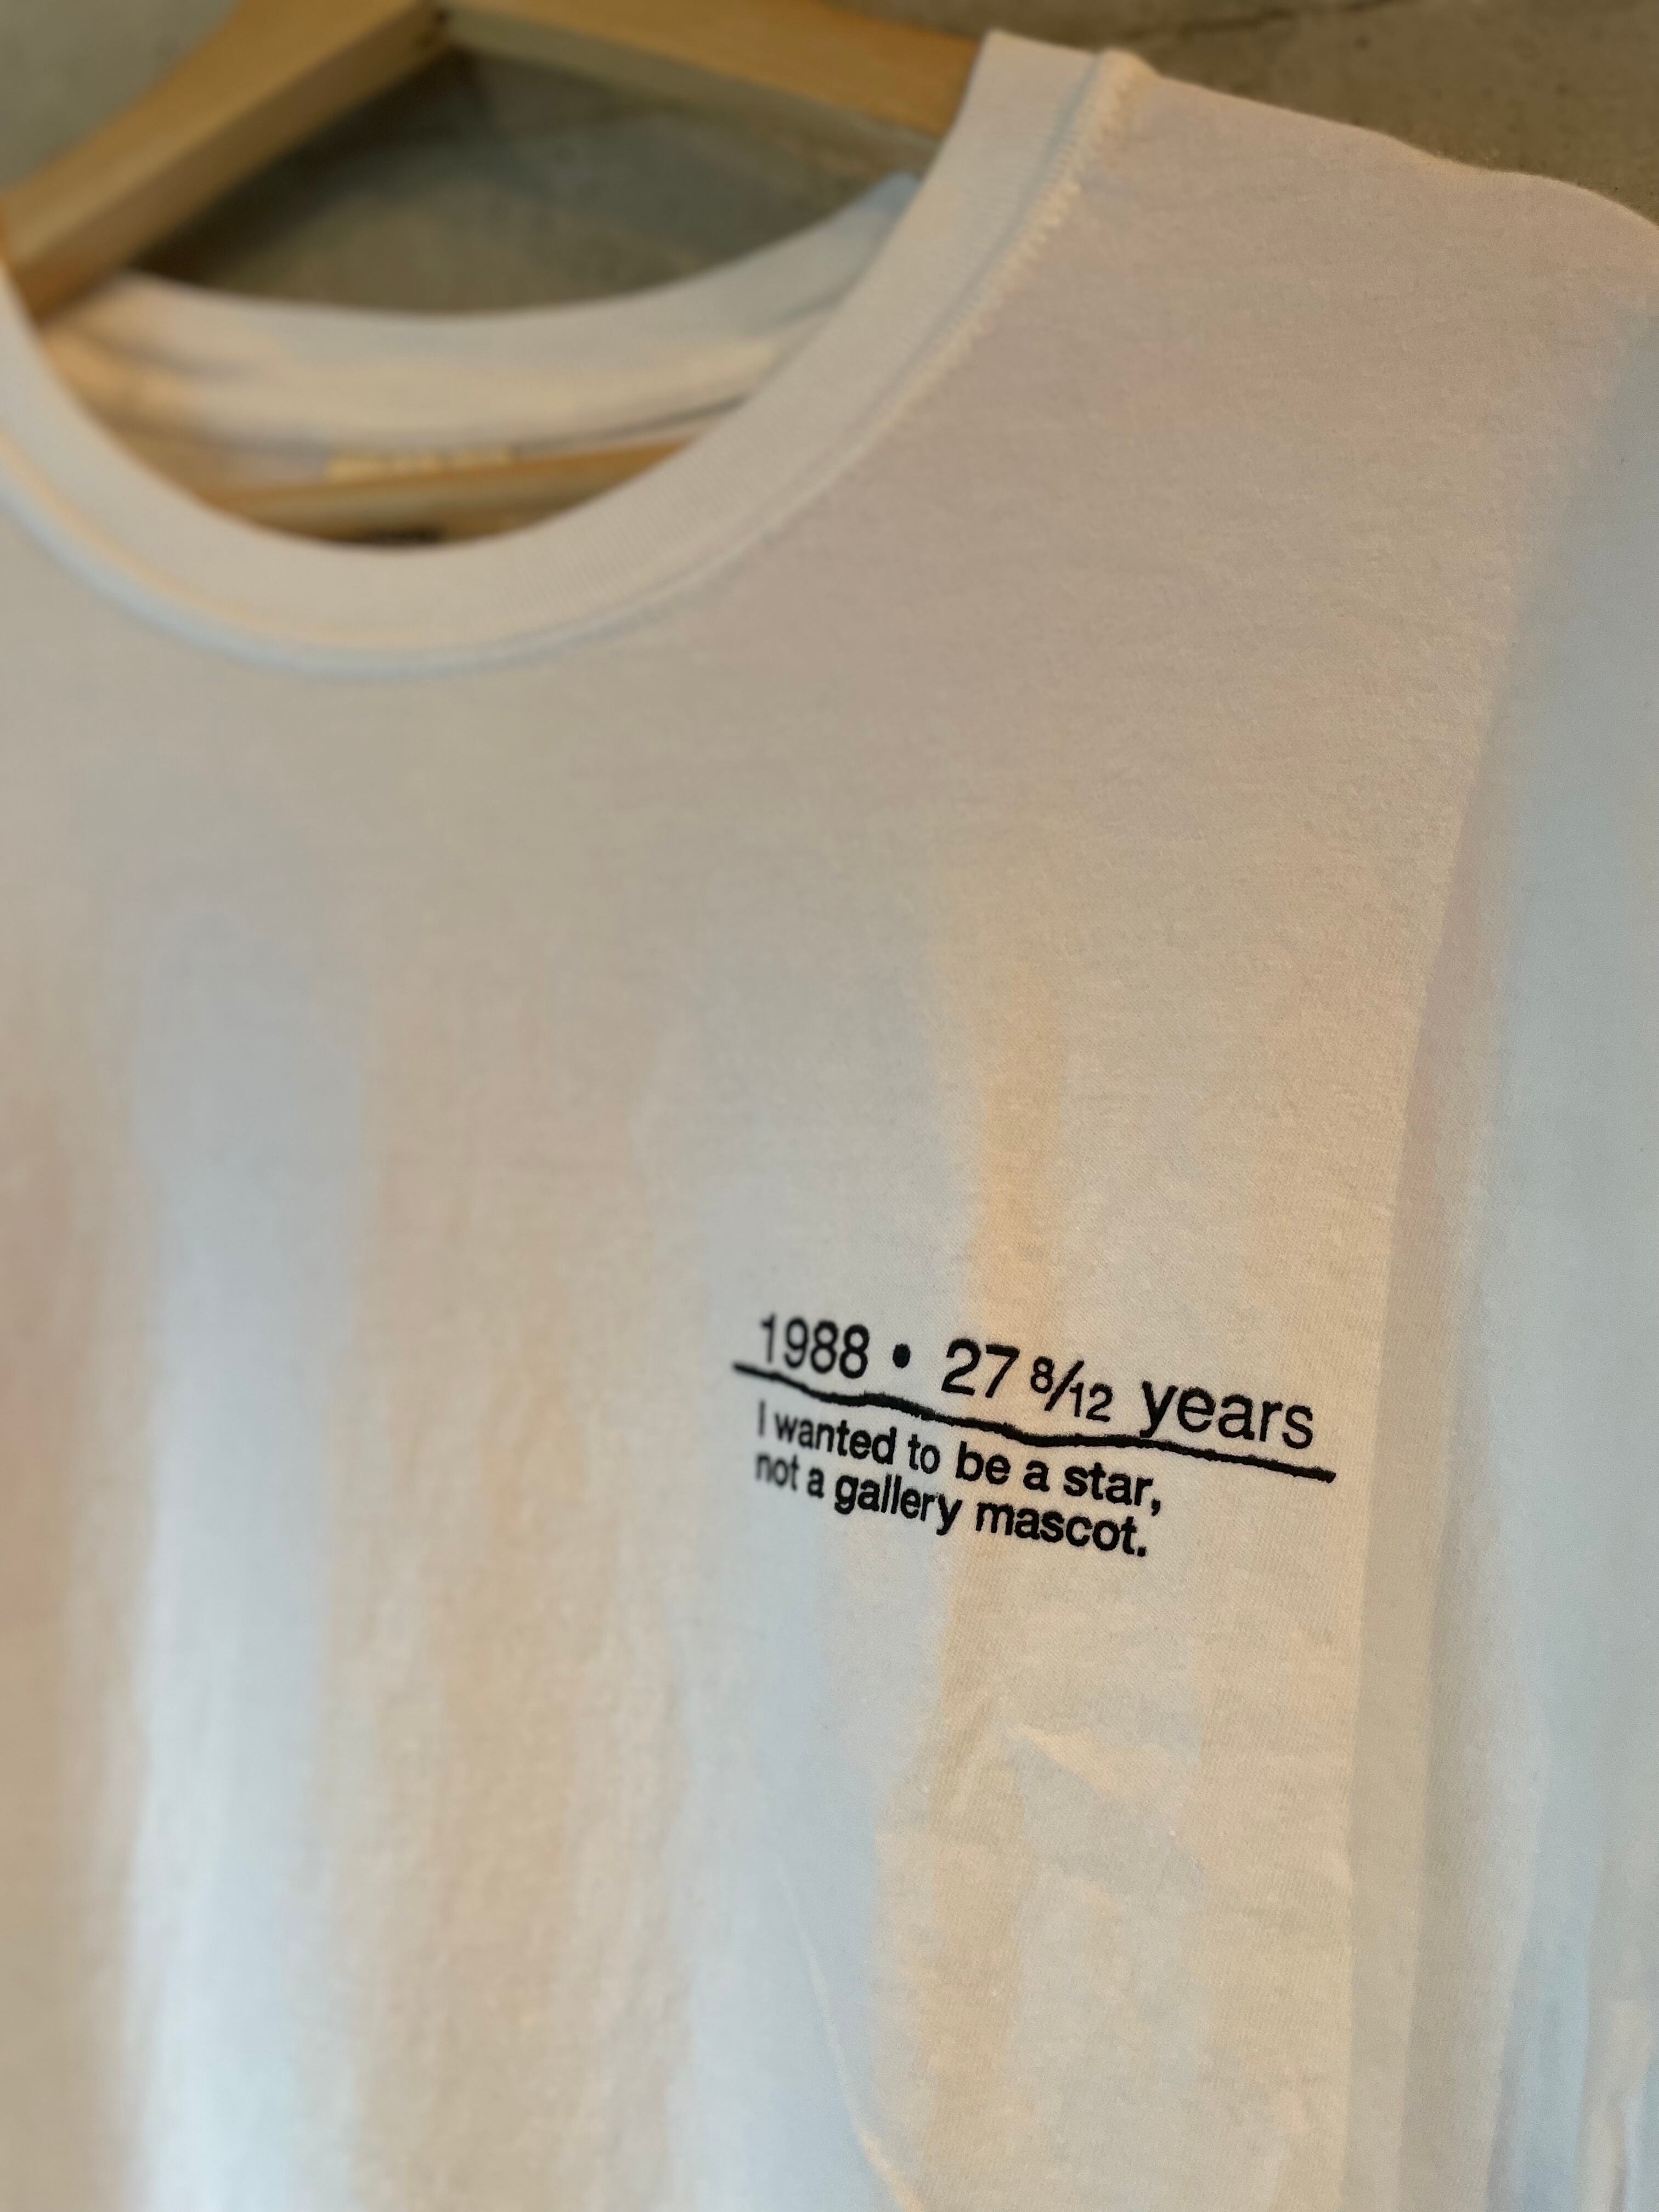 1988 • 27 8/12 years
I wanted to be a star,
not a gallery mascot.